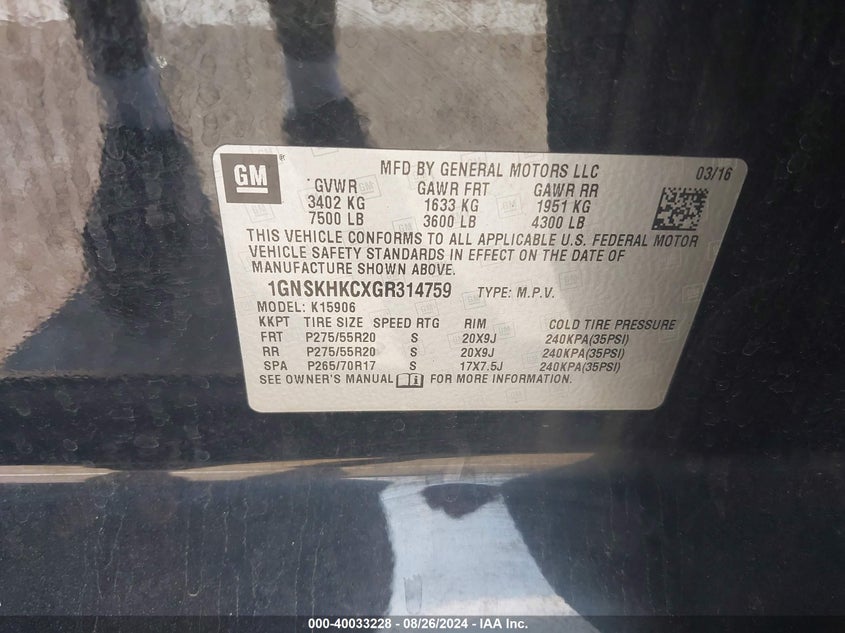 GM
MFD BY GENERAL MOTORS LLC 03/16
GVWR GAWR FRT GAWR RR
3402 KG 1633 KG 1951 KG
7500 LB 3600 LB 4300 LB
THIS VEHICLE CONFORMS TO ALL APPLICABLE U.S. FEDERAL MOTOR
VEHICLE SAFETY STANDARDS IN EFFECT ON THE DATE OF
MANUFACTURE SHOWN ABOVE.
1GNSKHKCXGR314759 TYPE: M.P.V.
MODEL: K15906
KKPT TIRE SIZE SPEED RTG RIM COLD TIRE PRESSURE
FRT P275/55R20 S 20X9J 240KPA(35PSI)
RR P275/55R20 S 20X9J 240KPA(35PSI)
SPA P265/70R17 S 17X7.5J 240KPA(35PSI)
SEE OWNER'S MANUAL FOR MORE INFORMATION.
000-40033228 - 08/26/2024 - IAA Inc.